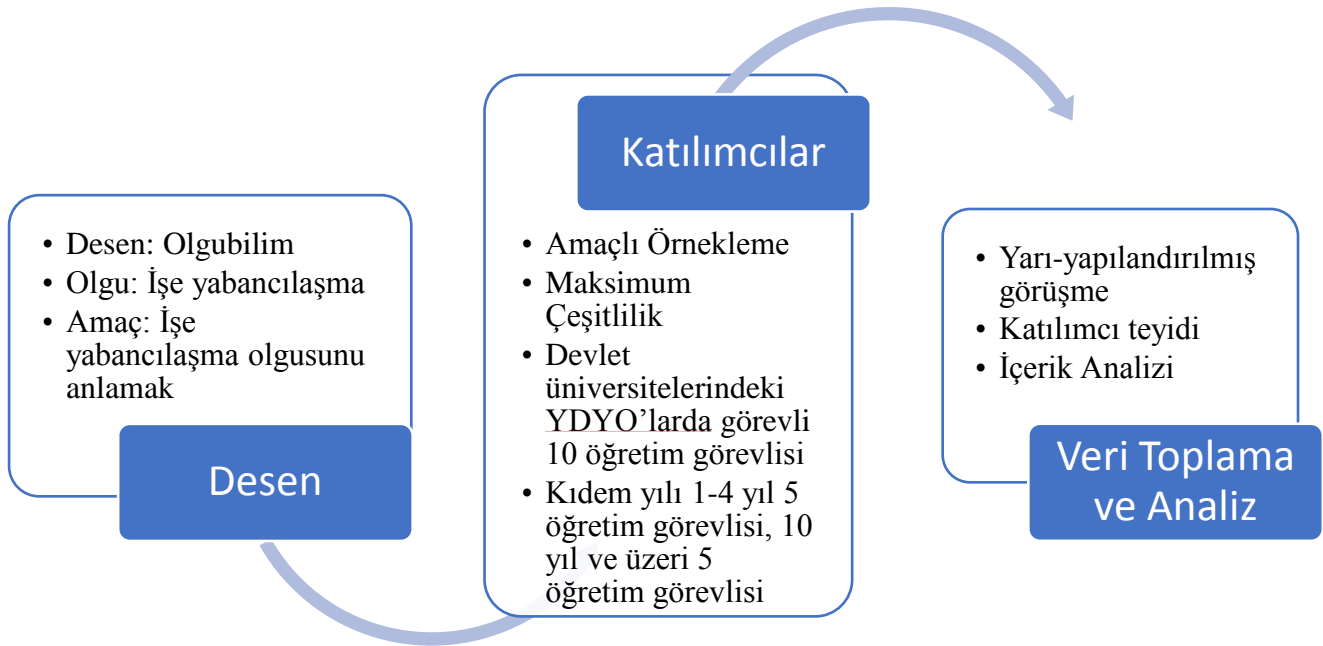 • Desen: Olgubilim
• Olgu: İşe yabancılaşma
• Amaç: İşe
yabancılaşma olgusunu
anlamak
Desen
Katılımcılar
• Amaçlı Örnekleme
• Maksimum
Çeşitlilik
• Devlet
üniversitelerindeki
YDYO’larda görevli
10 öğretim görevlisi
• Kıdem yılı 1-4 yıl 5
öğretim görevlisi, 10
yıl ve üzeri 5
öğretim görevlisi
• Yarı-yapılandırılmış
görüşme
• Katılımcı teyidi
• İçerik Analizi
Veri Toplama
ve Analiz